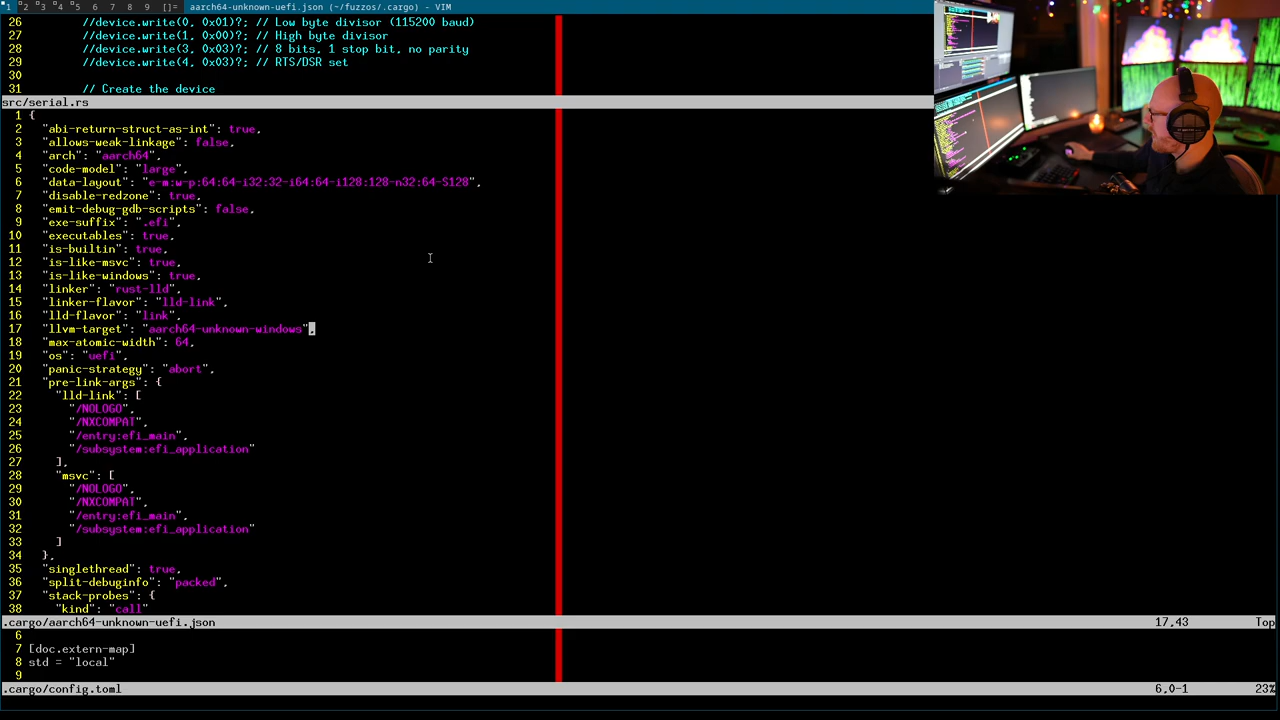 1 2 3 4 5 6 7 8 9 []= aarch64-unknown-uefi.json (~/fuzzos/.cargo) - VIM
26         //device.write(0, 0x01)?; // Low byte divisor (115200 baud)
27         //device.write(1, 0x00)?; // High byte divisor
28         //device.write(3, 0x03)?; // 8 bits, 1 stop bit, no parity
29         //device.write(4, 0x03)?; // RTS/DSR set
30
31         // Create the device
src/serial.rs
1 {
2   "abi-return-struct-as-int": true,
3   "allows-weak-linkage": false,
4   "arch": "aarch64",
5   "code-model": "large",
6   "data-layout": "e-m:w-p:64:64-i32:32-i64:64-i128:128-n32:64-S128",
7   "disable-redzone": true,
8   "emit-debug-gdb-scripts": false,
9   "exe-suffix": ".efi",
10   "executables": true,
11   "is-builtin": true,
12   "is-like-msvc": true,
13   "is-like-windows": true,
14   "linker": "rust-lld",
15   "linker-flavor": "lld-link",
16   "lld-flavor": "link",
17   "llvm-target": "aarch64-unknown-windows",
18   "max-atomic-width": 64,
19   "os": "uefi",
20   "panic-strategy": "abort",
21   "pre-link-args": {
22     "lld-link": [
23       "/NOLOGO",
24       "/NXCOMPAT",
25       "/entry:efi_main",
26       "/subsystem:efi_application"
27     ],
28     "msvc": [
29       "/NOLOGO",
30       "/NXCOMPAT",
31       "/entry:efi_main",
32       "/subsystem:efi_application"
33     ]
34   },
35   "singlethread": true,
36   "split-debuginfo": "packed",
37   "stack-probes": {
38     "kind": "call"
.cargo/aarch64-unknown-uefi.json 17,43 Top
6
7 [doc.extern-map]
8 std = "local"
9
.cargo/config.toml 6,0-1 23%